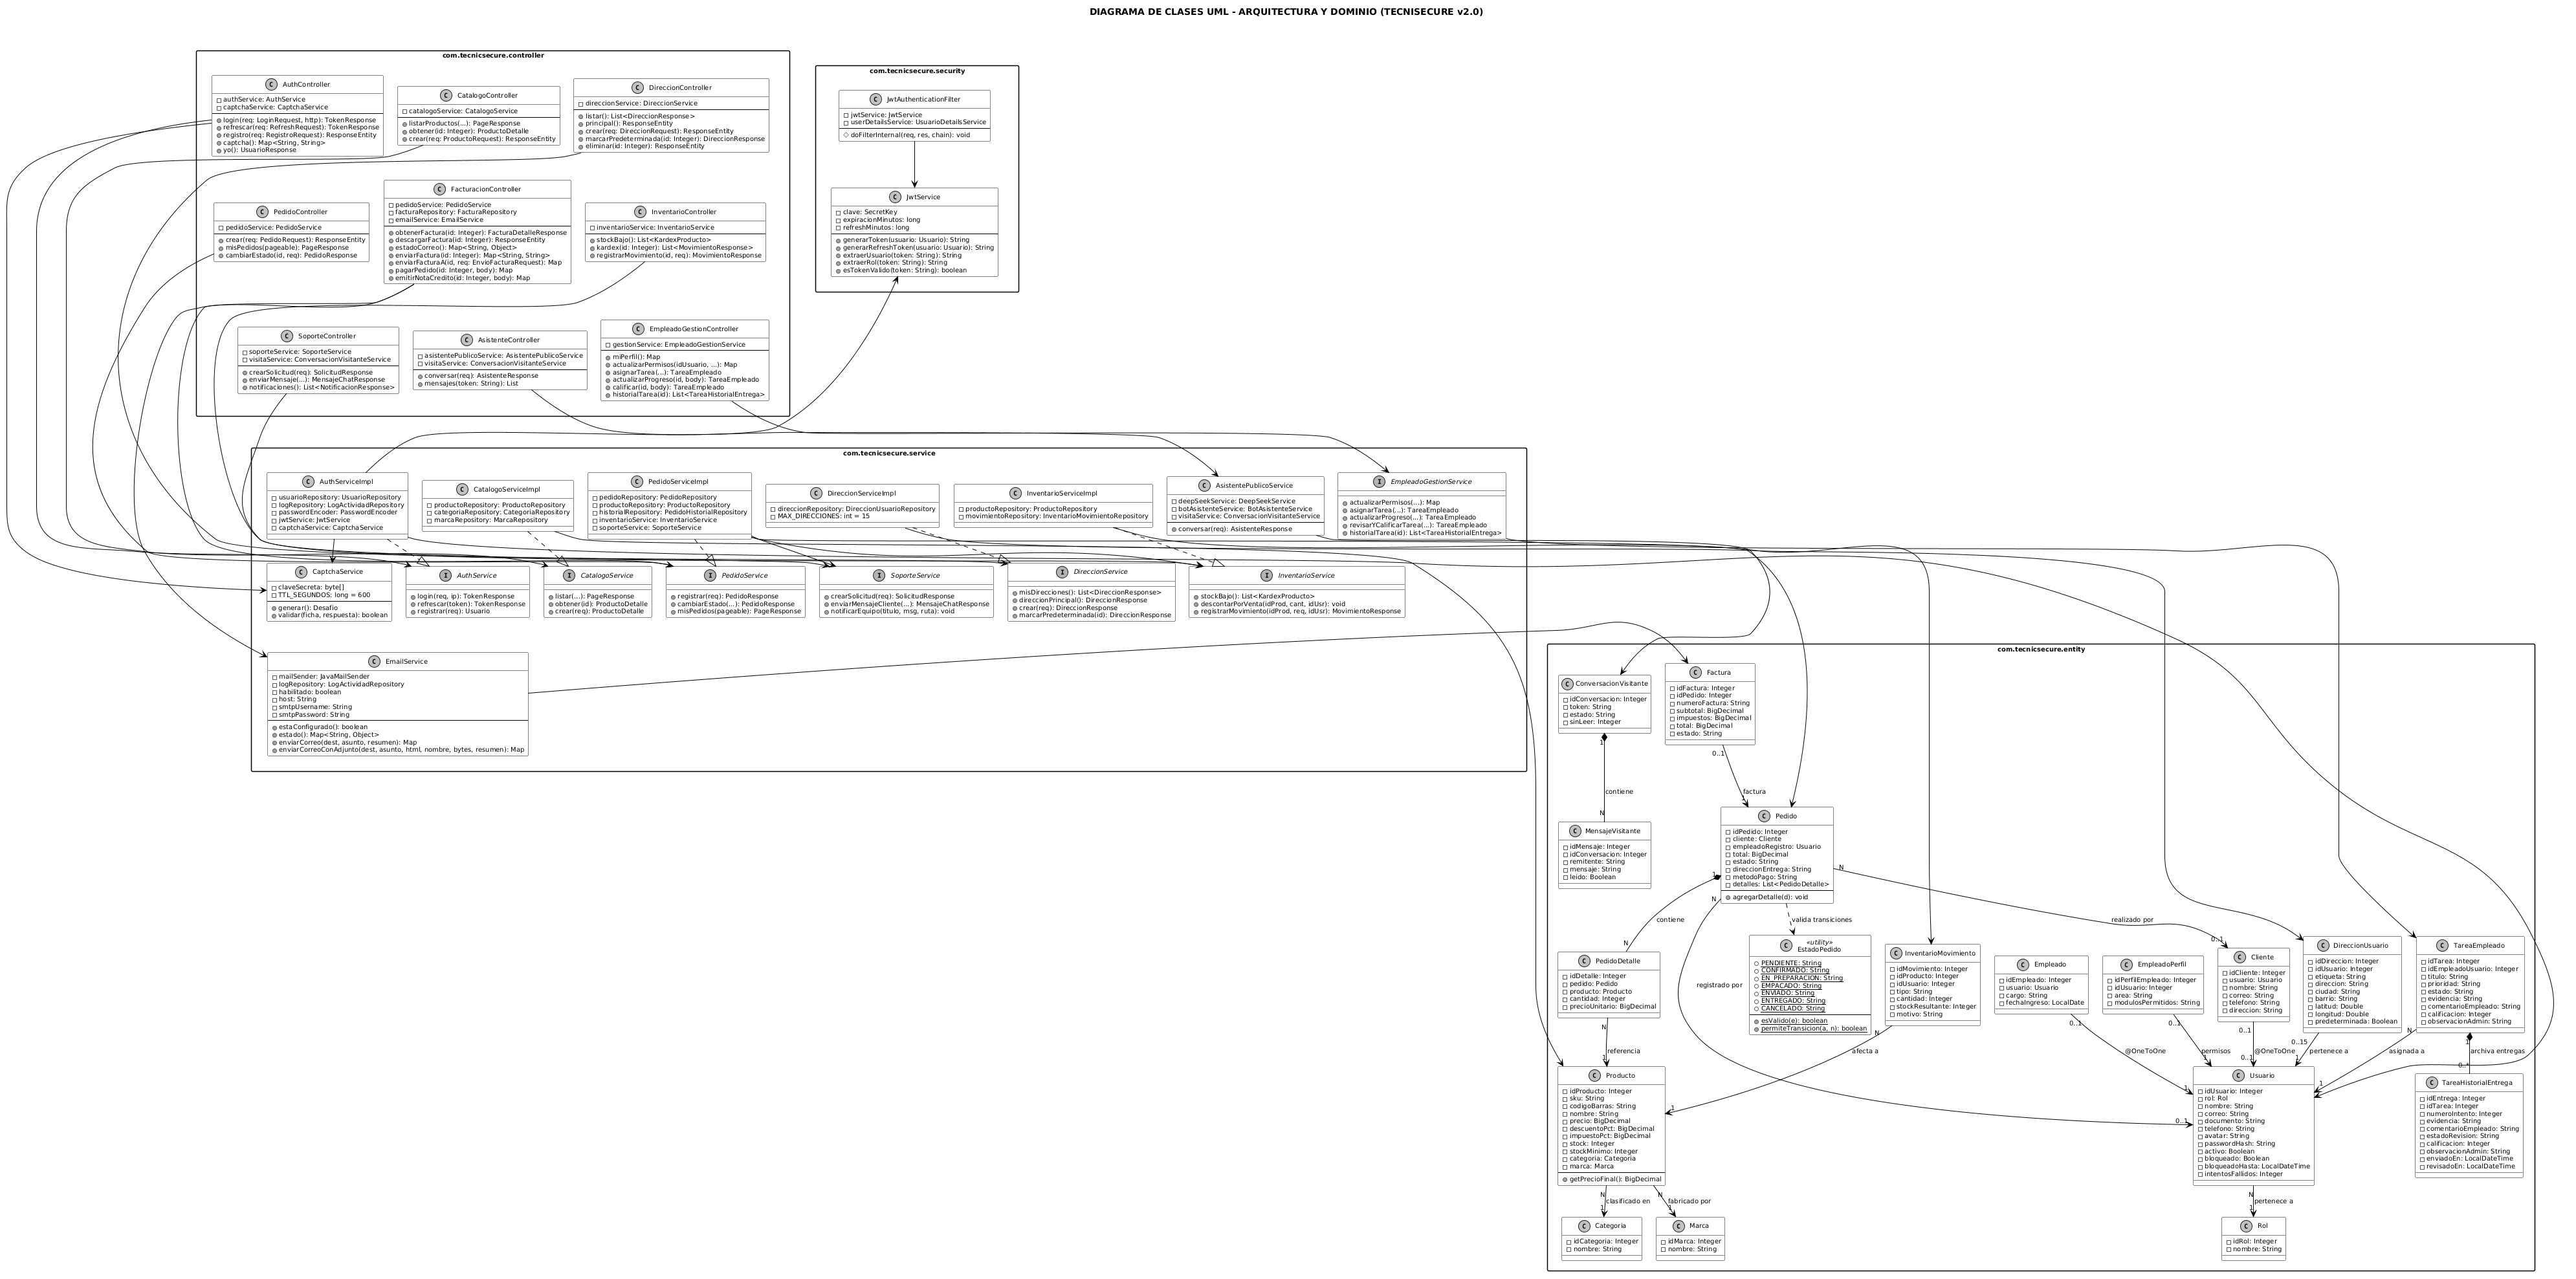 DIAGRAMA DE CLASES UML - ARQUITECTURA Y DOMINIO (TECNISECURE v2.0)
com.tecnicsecure.controller
AuthController
authService: AuthService
captchaService: CaptchaService
login(req: LoginRequest, http): TokenResponse
refrescar(req: RefreshRequest): TokenResponse
registro(req: RegistroRequest): ResponseEntity
captcha(): Map<String, String>
yo(): UsuarioResponse
CatalogoController
catalogoService: CatalogoService
listarProductos(...): PageResponse
obtener(id: Integer): ProductoDetalle
crear(req: ProductoRequest): ResponseEntity
DireccionController
direccionService: DireccionService
listar(): List<DireccionResponse>
principal(): ResponseEntity
crear(req: DireccionRequest): ResponseEntity
marcarPredeterminada(id: Integer): DireccionResponse
eliminar(id: Integer): ResponseEntity
PedidoController
pedidoService: PedidoService
crear(req: PedidoRequest): ResponseEntity
misPedidos(pageable): PageResponse
cambiarEstado(id, req): PedidoResponse
FacturacionController
pedidoService: PedidoService
facturaRepository: FacturaRepository
emailService: EmailService
obtenerFactura(id: Integer): FacturaDetalleResponse
descargarFactura(id: Integer): ResponseEntity
estadoCorreo(): Map<String, Object>
enviarFactura(id: Integer): Map<String, String>
enviarFacturaA(id, req: EnvioFacturaRequest): Map
pagarPedido(id: Integer, body): Map
emitirNotaCredito(id: Integer, body): Map
InventarioController
inventarioService: InventarioService
stockBajo(): List<KardexProducto>
kardex(id: Integer): List<MovimientoResponse>
registrarMovimiento(id, req): MovimientoResponse
SoporteController
soporteService: SoporteService
visitaService: ConversacionVisitanteService
crearSolicitud(req): SolicitudResponse
enviarMensaje(...): MensajeChatResponse
notificaciones(): List<NotificacionResponse>
AsistenteController
asistentePublicoService: AsistentePublicoService
visitaService: ConversacionVisitanteService
conversar(req): AsistenteResponse
mensajes(token: String): List
EmpleadoGestionController
gestionService: EmpleadoGestionService
miPerfil(): Map
actualizarPermisos(idUsuario, ...): Map
asignarTarea(...): TareaEmpleado
actualizarProgreso(id, body): TareaEmpleado
calificar(id, body): TareaEmpleado
historialTarea(id): List<TareaHistorialEntrega>
com.tecnicsecure.security
JwtAuthenticationFilter
jwtService: JwtService
userDetailsService: UsuarioDetailsService
doFilterInternal(req, res, chain): void
JwtService
clave: SecretKey
expiracionMinutos: long
refreshMinutos: long
generarToken(usuario: Usuario): String
generarRefreshToken(usuario: Usuario): String
extraerUsuario(token: String): String
extraerRol(token: String): String
esTokenValido(token: String): boolean
com.tecnicsecure.service
AuthServiceImpl
usuarioRepository: UsuarioRepository
logRepository: LogActividadRepository
passwordEncoder: PasswordEncoder
jwtService: JwtService
captchaService: CaptchaService
CatalogoServiceImpl
productoRepository: ProductoRepository
categoriaRepository: CategoriaRepository
marcaRepository: MarcaRepository
PedidoServiceImpl
pedidoRepository: PedidoRepository
productoRepository: ProductoRepository
historialRepository: PedidoHistorialRepository
inventarioService: InventarioService
soporteService: SoporteService
DireccionServiceImpl
direccionRepository: DireccionUsuarioRepository
MAX_DIRECCIONES: int = 15
InventarioServiceImpl
productoRepository: ProductoRepository
movimientoRepository: InventarioMovimientoRepository
AsistentePublicoService
deepSeekService: DeepSeekService
botAsistenteService: BotAsistenteService
visitaService: ConversacionVisitanteService
conversar(req): AsistenteResponse
EmpleadoGestionService
actualizarPermisos(...): Map
asignarTarea(...): TareaEmpleado
actualizarProgreso(...): TareaEmpleado
revisarYCalificarTarea(...): TareaEmpleado
historialTarea(id): List<TareaHistorialEntrega>
CaptchaService
claveSecreta: byte[]
TTL_SEGUNDOS: long = 600
generar(): Desafio
validar(ficha, respuesta): boolean
AuthService
login(req, ip): TokenResponse
refrescar(token): TokenResponse
registrar(req): Usuario
CatalogoService
listar(...): PageResponse
obtener(id): ProductoDetalle
crear(req): ProductoDetalle
PedidoService
registrar(req): PedidoResponse
cambiarEstado(...): PedidoResponse
misPedidos(pageable): PageResponse
SoporteService
crearSolicitud(req): SolicitudResponse
enviarMensajeCliente(...): MensajeChatResponse
notificarEquipo(titulo, msg, ruta): void
DireccionService
misDirecciones(): List<DireccionResponse>
direccionPrincipal(): DireccionResponse
crear(req): DireccionResponse
marcarPredeterminada(id): DireccionResponse
InventarioService
stockBajo(): List<KardexProducto>
descontarPorVenta(idProd, cant, idUsr): void
registrarMovimiento(idProd, req, idUsr): MovimientoResponse
EmailService
mailSender: JavaMailSender
logRepository: LogActividadRepository
habilitado: boolean
host: String
smtpUsername: String
smtpPassword: String
estaConfigurado(): boolean
estado(): Map<String, Object>
enviarCorreo(dest, asunto, resumen): Map
enviarCorreoConAdjunto(dest, asunto, html, nombre, bytes, resumen): Map
com.tecnicsecure.entity
ConversacionVisitante
idConversacion: Integer
token: String
estado: String
sinLeer: Integer
Factura
idFactura: Integer
idPedido: Integer
numeroFactura: String
subtotal: BigDecimal
impuestos: BigDecimal
total: BigDecimal
estado: String
1
contiene
N
0..1
factura
1
MensajeVisitante
idMensaje: Integer
idConversacion: Integer
remitente: String
mensaje: String
leido: Boolean
Pedido
idPedido: Integer
cliente: Cliente
empleadoRegistro: Usuario
total: BigDecimal
estado: String
direccionEntrega: String
metodoPago: String
detalles: List<PedidoDetalle>
agregarDetalle(d): void
1
contiene
N
N
registrado por
0..1
valida transiciones
N
realizado por
0..1
PedidoDetalle
idDetalle: Integer
pedido: Pedido
producto: Producto
cantidad: Integer
precioUnitario: BigDecimal
«utility»
EstadoPedido
PENDIENTE: String
CONFIRMADO: String
EN_PREPARACION: String
EMPACADO: String
ENVIADO: String
ENTREGADO: String
CANCELADO: String
esValido(e): boolean
permiteTransicion(a, n): boolean
InventarioMovimiento
idMovimiento: Integer
idProducto: Integer
idUsuario: Integer
tipo: String
cantidad: Integer
stockResultante: Integer
motivo: String
Empleado
idEmpleado: Integer
usuario: Usuario
cargo: String
fechaIngreso: LocalDate
EmpleadoPerfil
idPerfilEmpleado: Integer
idUsuario: Integer
area: String
modulosPermitidos: String
Cliente
idCliente: Integer
usuario: Usuario
nombre: String
correo: String
telefono: String
direccion: String
DireccionUsuario
idDireccion: Integer
idUsuario: Integer
etiqueta: String
direccion: String
ciudad: String
barrio: String
latitud: Double
longitud: Double
predeterminada: Boolean
TareaEmpleado
idTarea: Integer
idEmpleadoUsuario: Integer
titulo: String
prioridad: String
estado: String
evidencia: String
comentarioEmpleado: String
calificacion: Integer
observacionAdmin: String
N
referencia
1
N
afecta a
1
0..1
@OneToOne
1
0..1
permisos
1
0..1
@OneToOne
0..1
0..15
pertenece a
1
N
asignada a
1
1
archiva entregas
0..*
Producto
idProducto: Integer
sku: String
codigoBarras: String
nombre: String
precio: BigDecimal
descuentoPct: BigDecimal
impuestoPct: BigDecimal
stock: Integer
stockMinimo: Integer
categoria: Categoria
marca: Marca
getPrecioFinal(): BigDecimal
Usuario
idUsuario: Integer
rol: Rol
nombre: String
correo: String
documento: String
telefono: String
avatar: String
passwordHash: String
activo: Boolean
bloqueado: Boolean
bloqueadoHasta: LocalDateTime
intentosFallidos: Integer
TareaHistorialEntrega
idEntrega: Integer
idTarea: Integer
numeroIntento: Integer
evidencia: String
comentarioEmpleado: String
estadoRevision: String
calificacion: Integer
observacionAdmin: String
enviadoEn: LocalDateTime
revisadoEn: LocalDateTime
N
clasificado en
1
N
fabricado por
1
N
pertenece a
1
Categoria
idCategoria: Integer
nombre: String
Marca
idMarca: Integer
nombre: String
Rol
idRol: Integer
nombre: String